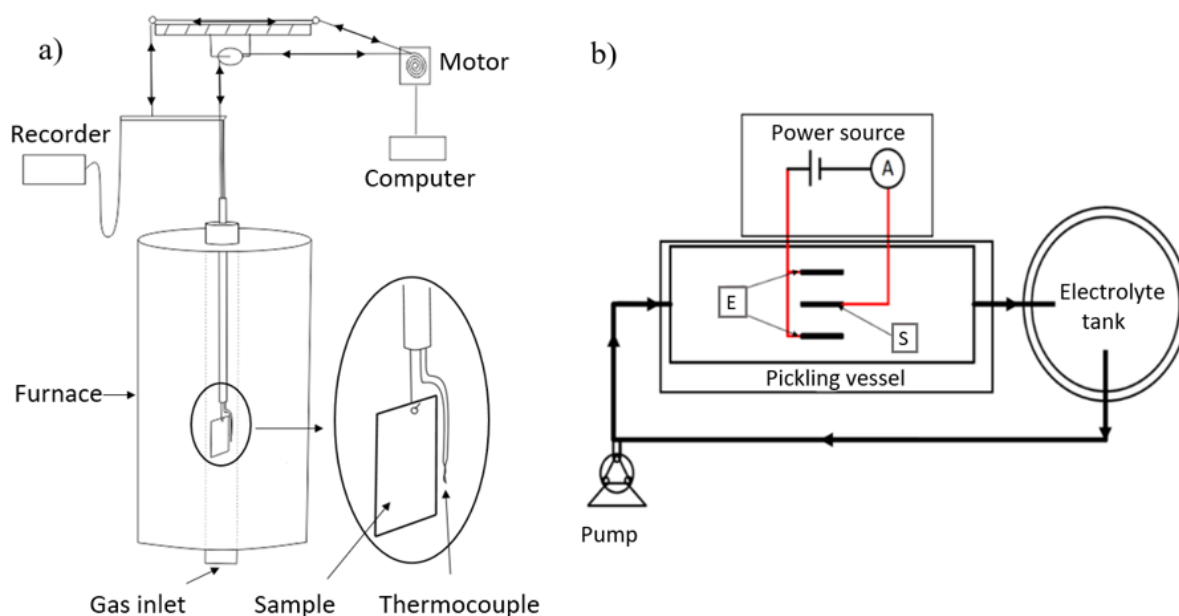 a)
Motor
Recorder
Computer
Furnace
Gas inlet
Sample
Thermocouple
b)
Power source
A
E
S
Electrolyte
tank
Pickling vessel
Pump